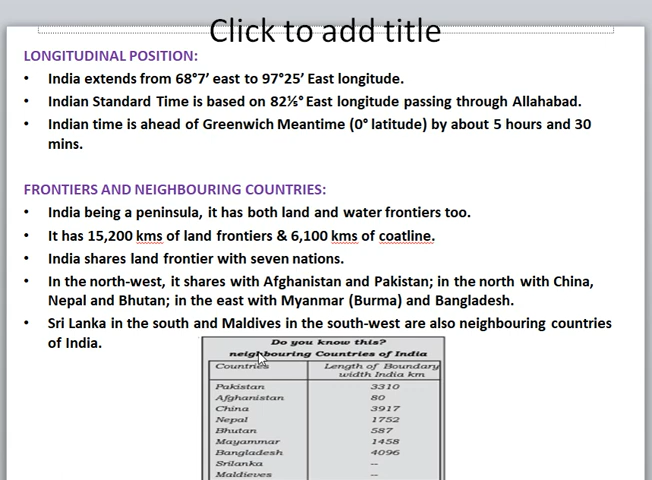 Click to add title
LONGITUDINAL POSITION:
• India extends from 68°7’ east to 97°25’ East longitude.
• Indian Standard Time is based on 82½° East longitude passing through Allahabad.
• Indian time is ahead of Greenwich Meantime (0° latitude) by about 5 hours and 30
mins.
FRONTIERS AND NEIGHBOURING COUNTRIES:
• India being a peninsula, it has both land and water frontiers too.
• It has 15,200 kms of land frontiers & 6,100 kms of coatline.
• India shares land frontier with seven nations.
• In the north-west, it shares with Afghanistan and Pakistan; in the north with China,
Nepal and Bhutan; in the east with Myanmar (Burma) and Bangladesh.
• Sri Lanka in the south and Maldives in the south-west are also neighbouring countries
of India.
Do you know this?
neighbouring Countries of India
Countries Length of Boundary
width India km
Pakistan 3310
Afghanistan 80
China 3917
Nepal 1752
Bhutan 587
Mayammar 1458
Bangladesh 4096
Srilanka --
Maldieves --